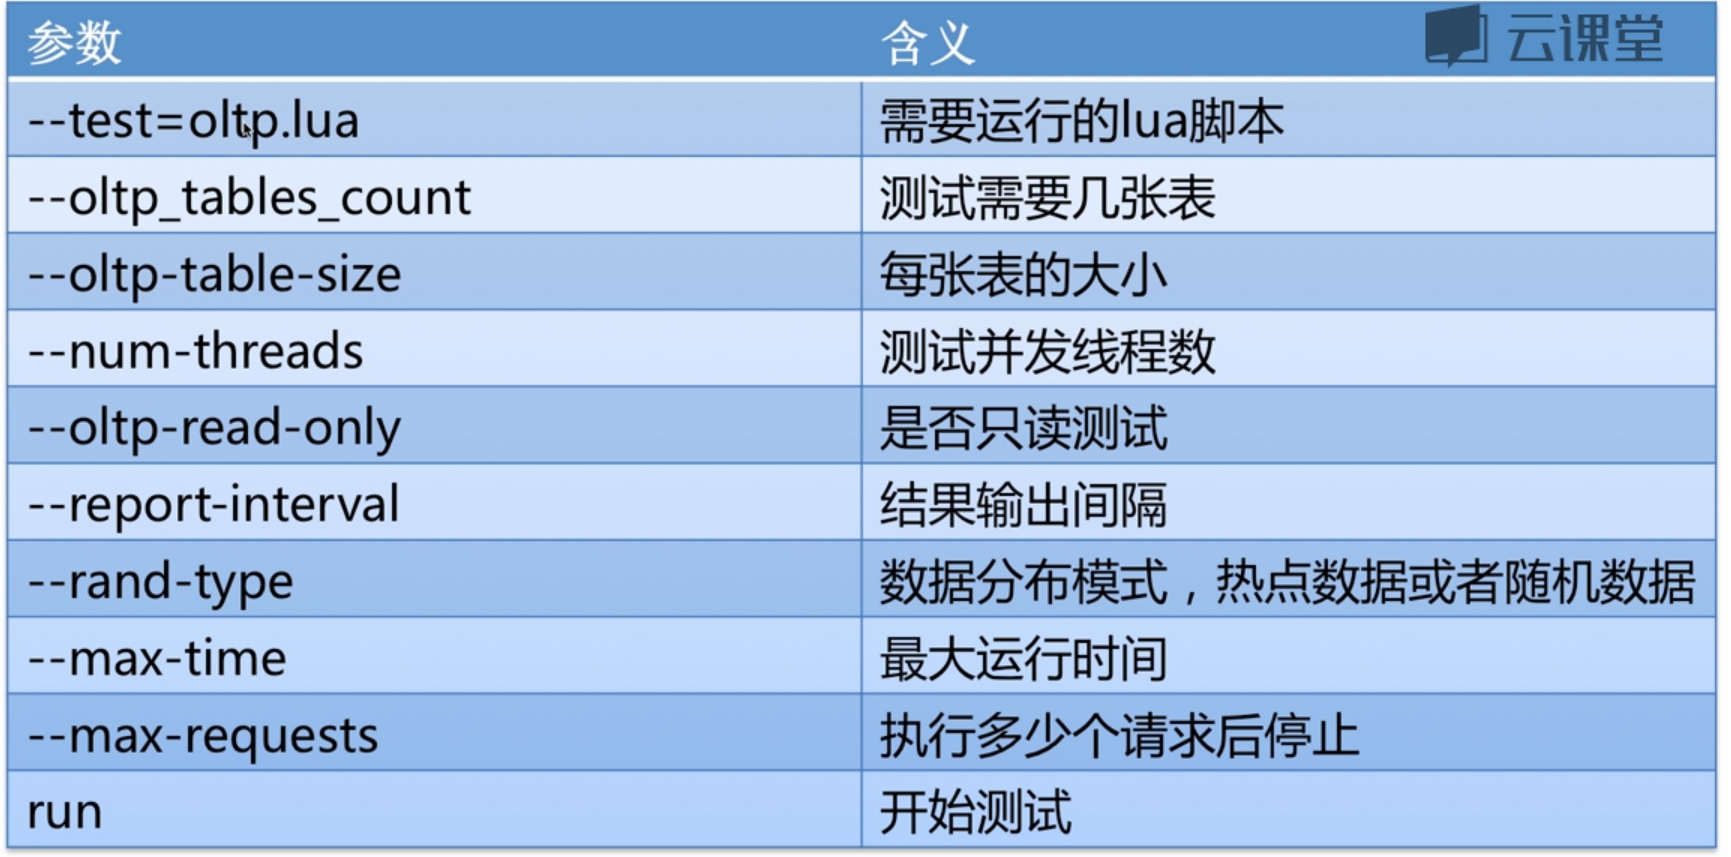 参数 含义 云课堂
--test=oltp.lua 需要运行的lua脚本
--oltp_tables_count 测试需要几张表
--oltp-table-size 每张表的大小
--num-threads 测试并发线程数
--oltp-read-only 是否只读测试
--report-interval 结果输出间隔
--rand-type 数据分布模式，热点数据或者随机数据
--max-time 最大运行时间
--max-requests 执行多少个请求后停止
run 开始测试